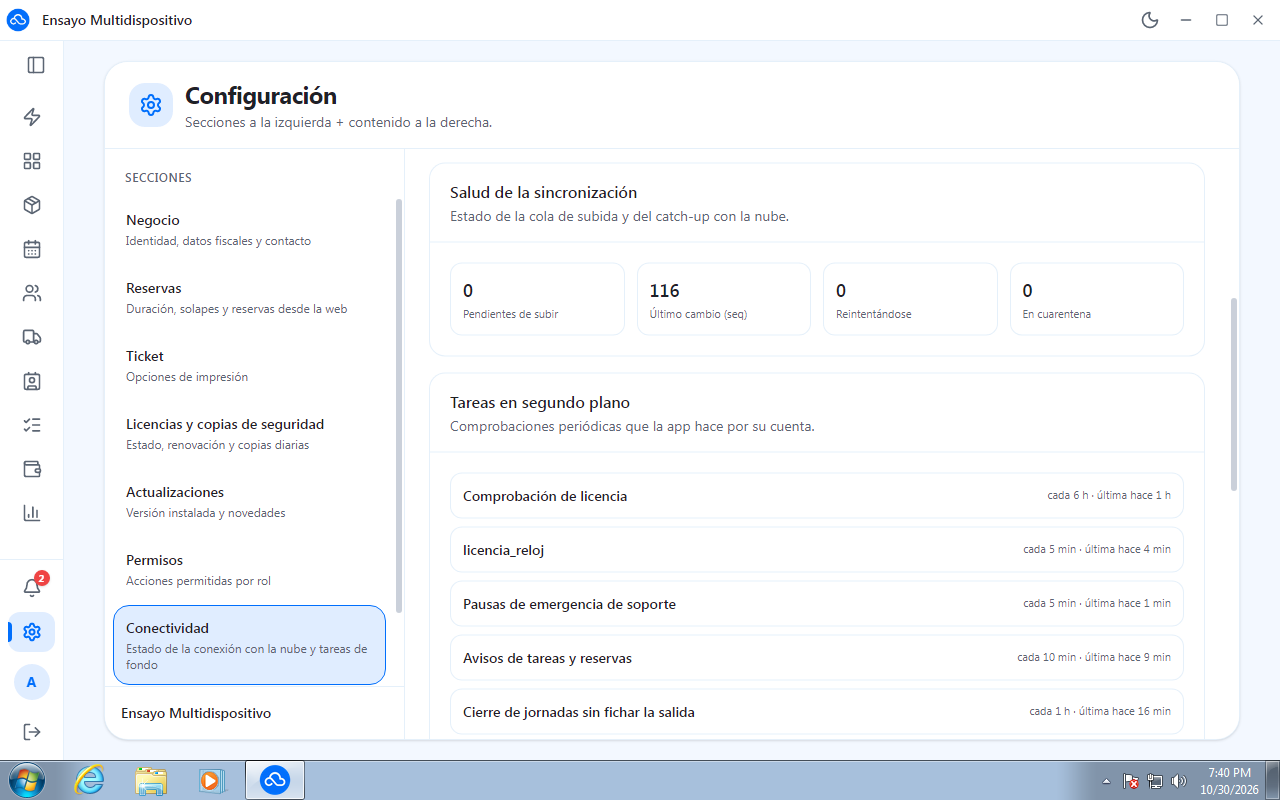 Ensayo Multidispositivo
Configuración
Secciones a la izquierda + contenido a la derecha.
SECCIONES
Negocio
Identidad, datos fiscales y contacto
Reservas
Duración, solapes y reservas desde la web
Ticket
Opciones de impresión
Licencias y copias de seguridad
Estado, renovación y copias diarias
Actualizaciones
Versión instalada y novedades
Permisos
Acciones permitidas por rol
Conectividad
Estado de la conexión con la nube y tareas de
fondo
Ensayo Multidispositivo
Salud de la sincronización
Estado de la cola de subida y del catch-up con la nube.
0
Pendientes de subir
116
Último cambio (seq)
0
Reintentándose
0
En cuarentena
Tareas en segundo plano
Comprobaciones periódicas que la app hace por su cuenta.
Comprobación de licencia
cada 6 h · última hace 1 h
licencia_reloj
cada 5 min · última hace 4 min
Pausas de emergencia de soporte
cada 5 min · última hace 1 min
Avisos de tareas y reservas
cada 10 min · última hace 9 min
Cierre de jornadas sin fichar la salida
cada 1 h · última hace 16 min
2
A
7:40 PM
10/30/2026